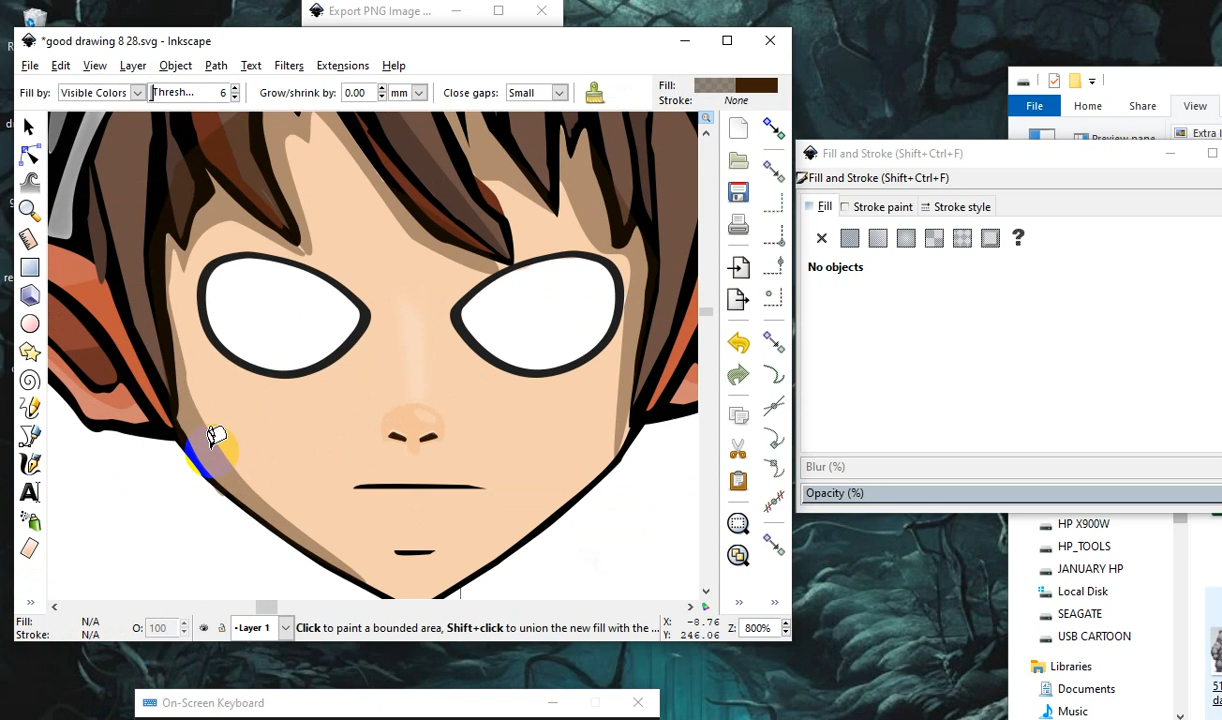 Export PNG Image ...
*good drawing 8 28.svg - Inkscape
File Edit View Layer Object Path Text Filters Extensions Help
Fill by: Visible Colors Thresh... 6 Grow/shrink by: 0.00 mm Close gaps: Small
Fill:
Stroke: None
File Home Share View
Preview pane
Extra l
Fill and Stroke (Shift+Ctrl+F)
Fill and Stroke (Shift+Ctrl+F)
Fill Stroke paint Stroke style
No objects
Blur (%)
Opacity (%)
HP X900W
HP_TOOLS
JANUARY HP
Local Disk
SEAGATE
USB CARTOON
Libraries
Documents
Music
51
da
Fill: N/A
Stroke: N/A
O: 100
Layer 1
Click to paint a bounded area, Shift+click to union the new fill with the ...
X: -8.76
Y: 246.06
Z: 800%
On-Screen Keyboard